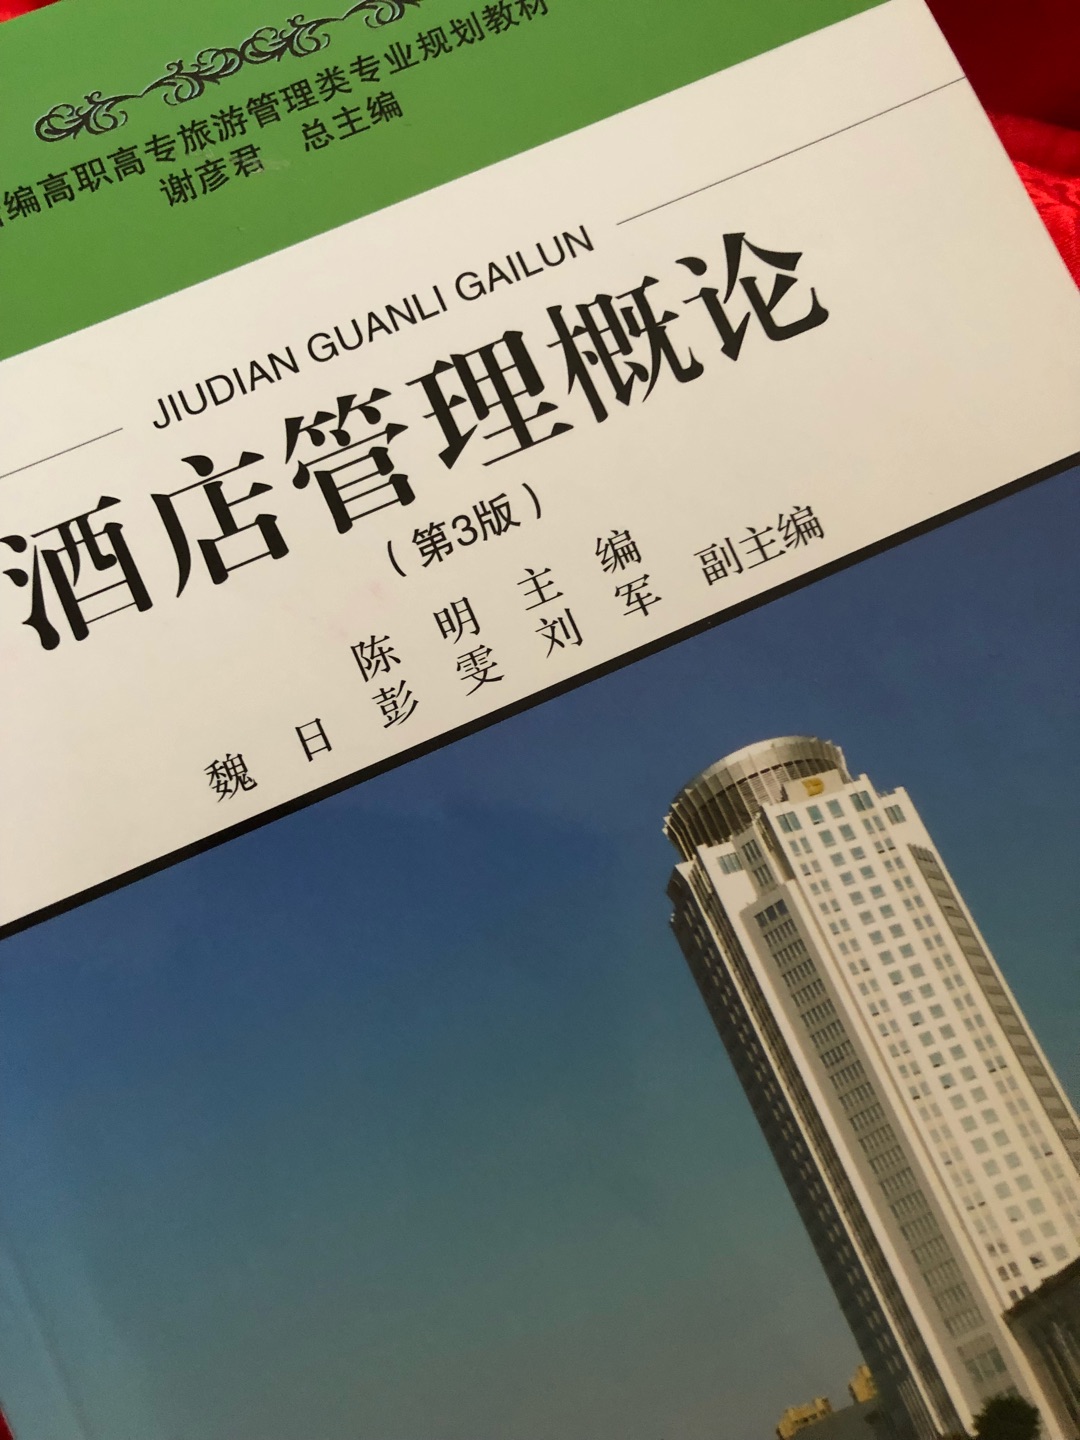 编高职高专旅游管理类专业规划教材
谢彦君 总主编
JIUDIAN GUANLI GAILUN
酒店管理概论
(第3版)
陈 明 主 编
魏 日 彭 雯 刘 军 副主编